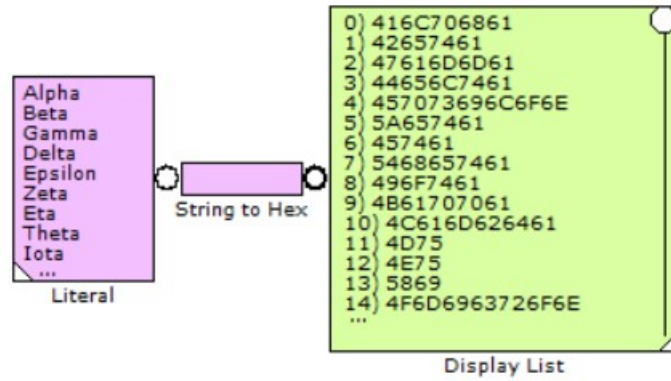 Alpha
Beta
Gamma
Delta
Epsilon
Zeta
Eta
Theta
Iota
...
Literal
String to Hex
0) 416C706861
1) 42657461
2) 47616D6D61
3) 44656C7461
4) 457073696C6F6E
5) 5A657461
6) 457461
7) 5468657461
8) 496F7461
9) 4B61707061
10) 4C616D626461
11) 4D75
12) 4E75
13) 5869
14) 4F6D6963726F6E
...
Display List